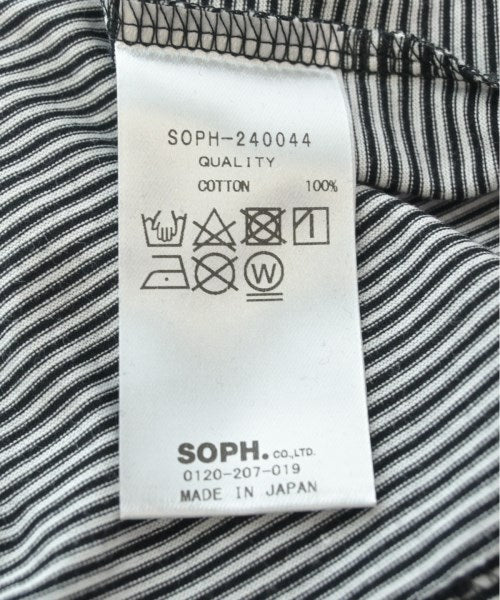 SOPH-240044
QUALITY
COTTON 100%
W
SOPH. CO.,LTD.
0120-207-019
MADE IN JAPAN